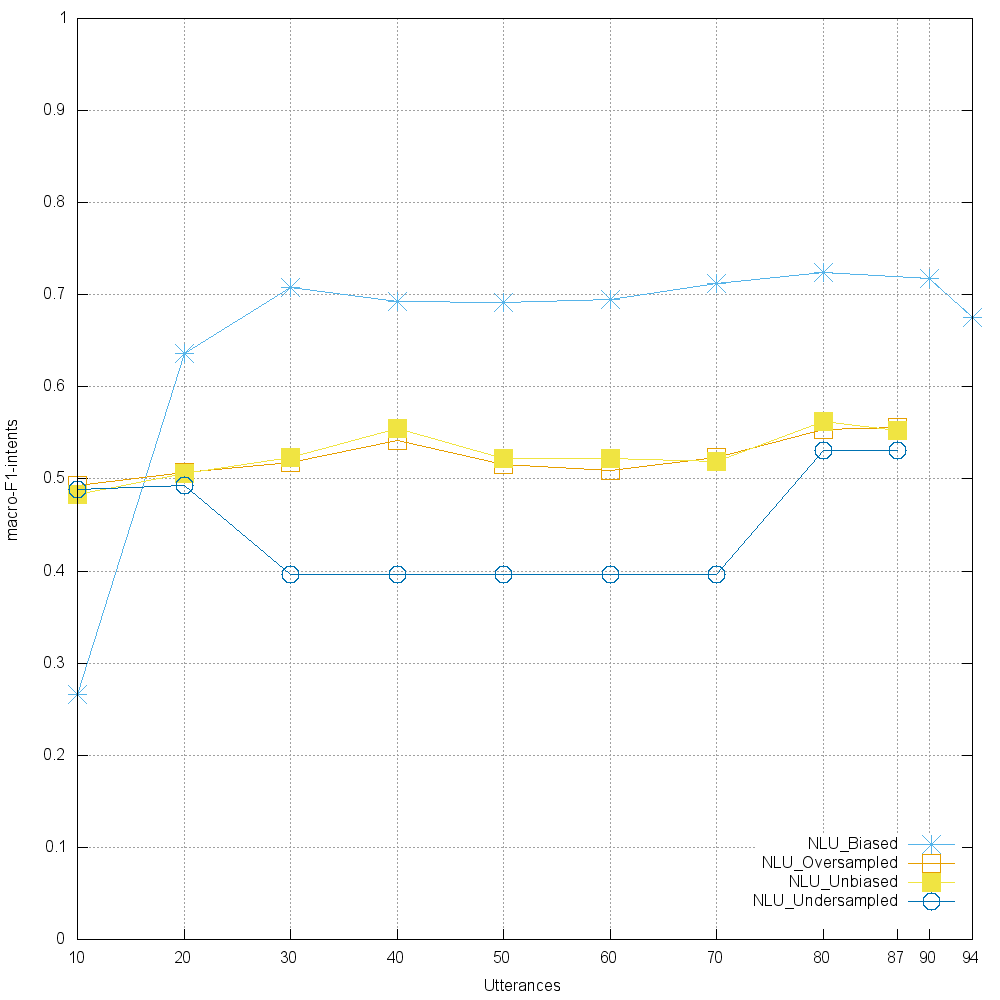 1
0.9
0.8
0.7
0.6
0.5
0.4
0.3
0.2
0.1
0
macro-F1-intents
NLU_Biased
NLU_Oversampled
NLU_Unbiased
NLU_Undersampled
10 20 30 40 50 60 70 80 87 90 94
Utterances